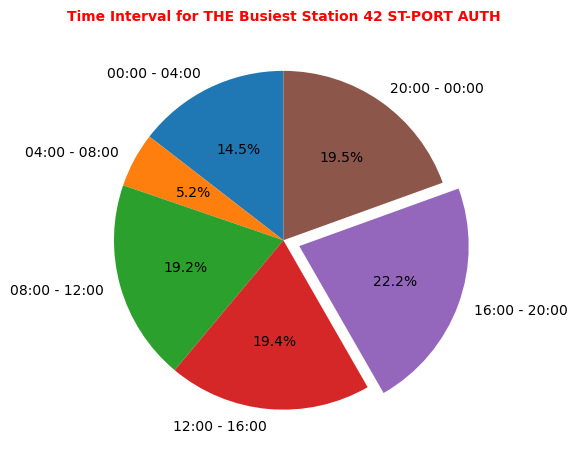 Time Interval for THE Busiest Station 42 ST-PORT AUTH
00:00 - 04:00
20:00 - 00:00
04:00 - 08:00
14.5%
19.5%
5.2%
08:00 - 12:00
19.2%
22.2%
16:00 - 20:00
19.4%
12:00 - 16:00